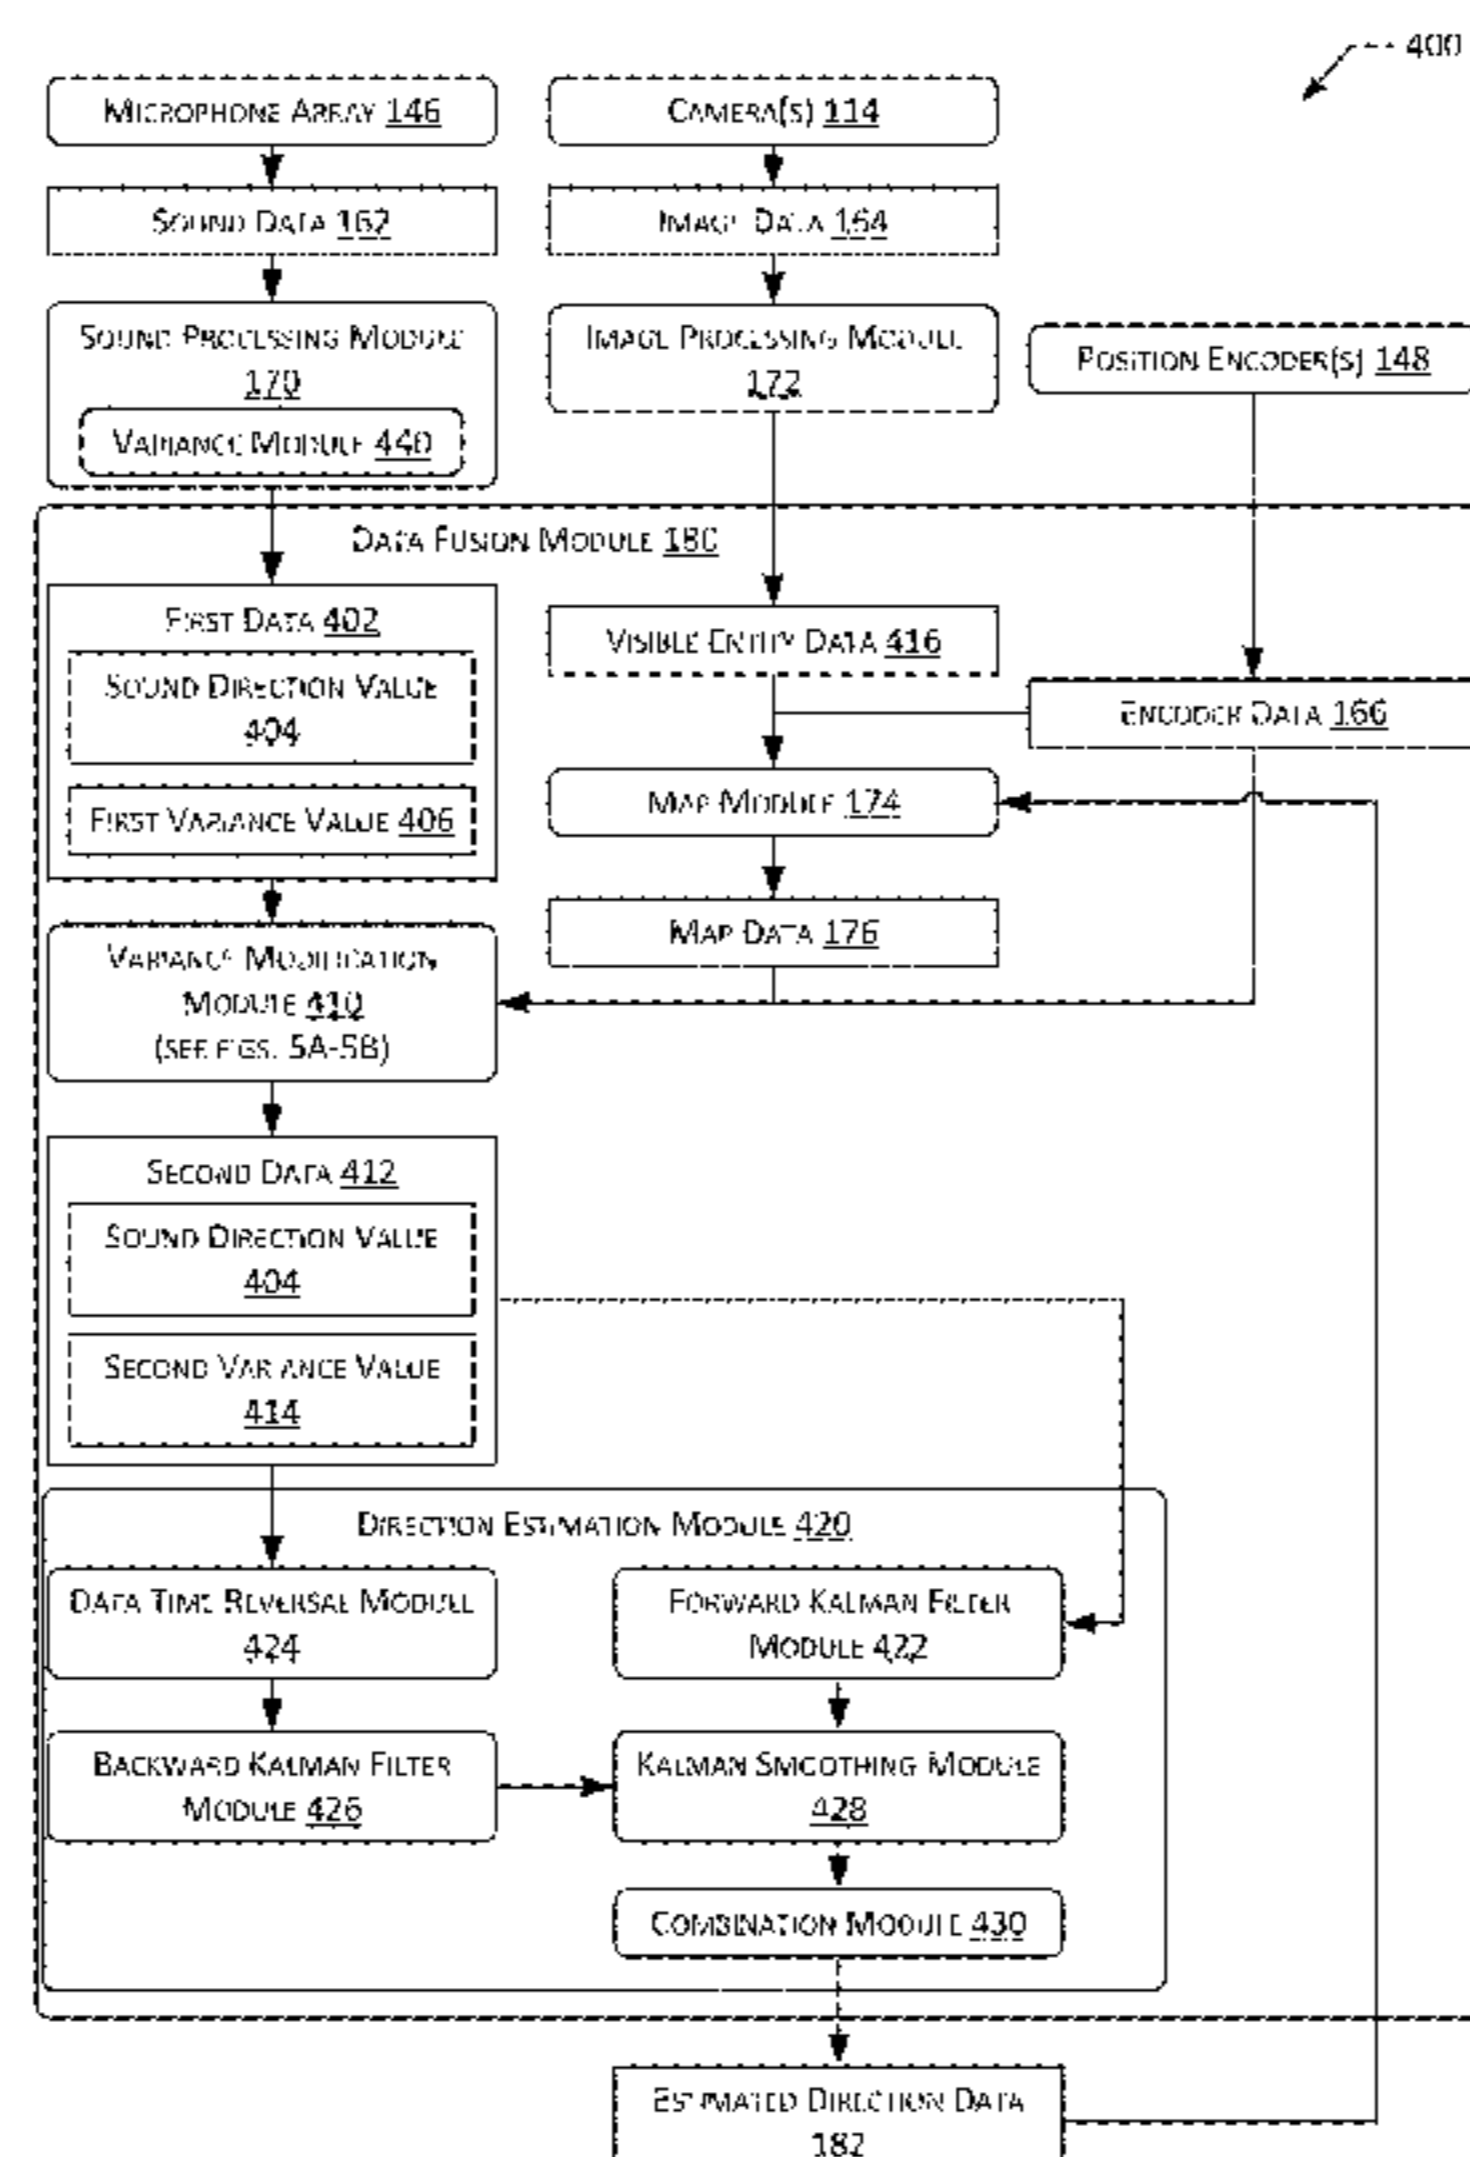 400
MICROPHONE ARRAY 146
CAMERA(S) 114
SOUND DATA 162
IMAGE DATA 164
SOUND PROCESSING MODULE
170
VARIANCE MODULE 440
IMAGE PROCESSING MODULE
172
POSITION ENCODER(S) 148
DATA FUSION MODULE 180
FIRST DATA 402
SOUND DIRECTION VALUE
404
FIRST VARIANCE VALUE 406
VISIBLE ENTITY DATA 416
ENCODER DATA 166
MAP MODULE 174
MAP DATA 176
VARIANCE MODIFICATION
MODULE 410
(SEE FIGS. 5A-5B)
SECOND DATA 412
SOUND DIRECTION VALUE
404
SECOND VARIANCE VALUE
414
DIRECTION ESTIMATION MODULE 420
DATA TIME REVERSAL MODULE
424
FORWARD KALMAN FILTER
MODULE 422
BACKWARD KALMAN FILTER
MODULE 426
KALMAN SMOOTHING MODULE
428
COMBINATION MODULE 430
ESTIMATED DIRECTION DATA
182